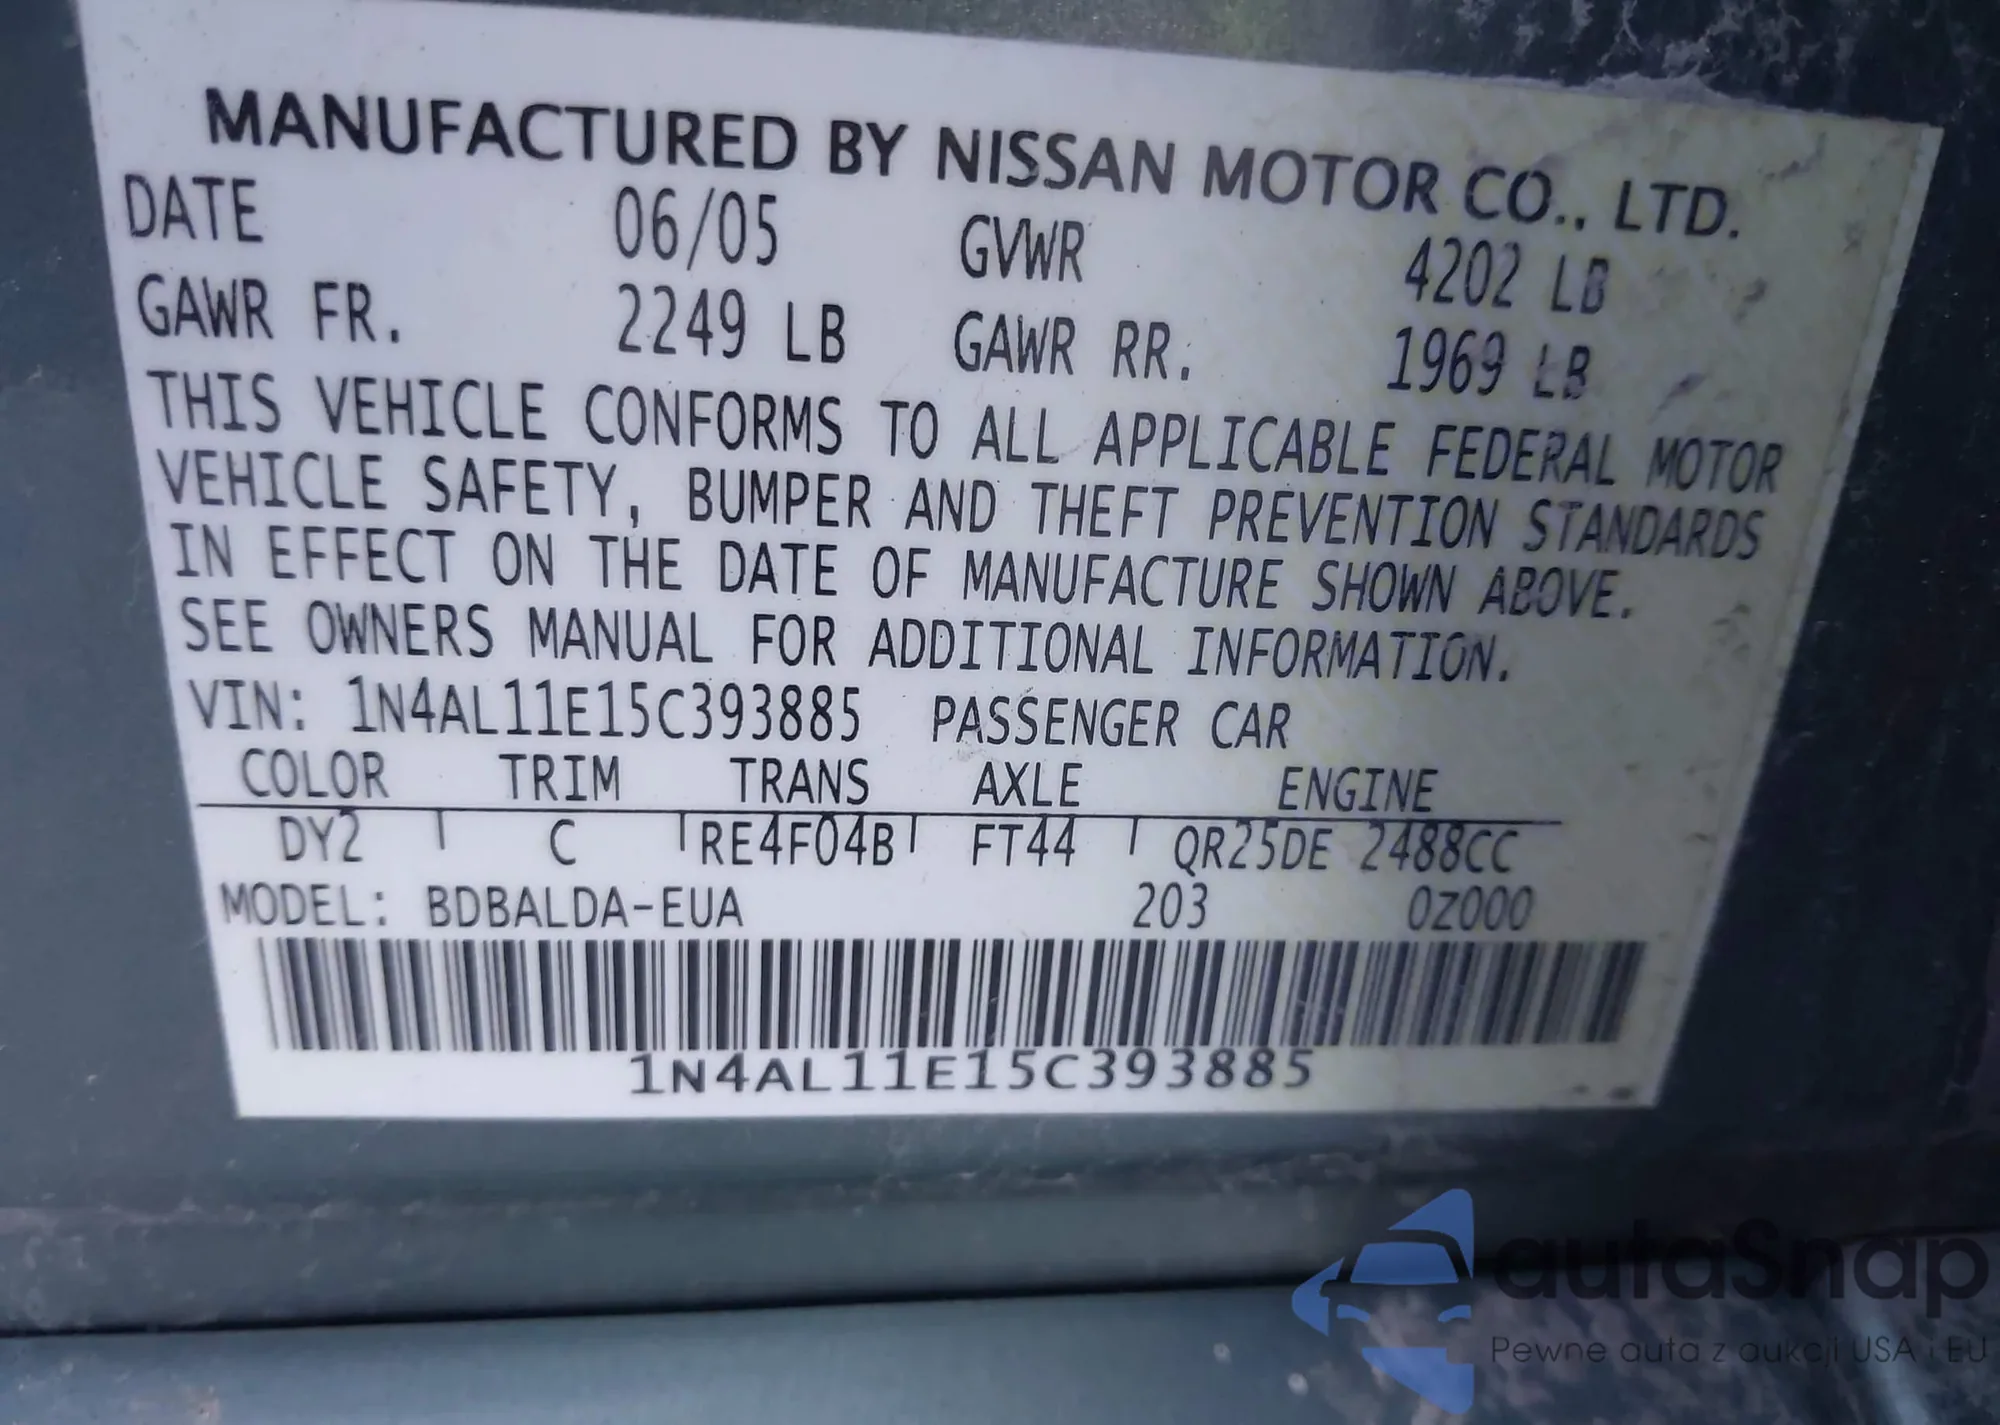 MANUFACTURED BY NISSAN MOTOR CO., LTD.
DATE 06/05 GVWR 4202 LB
GAWR FR. 2249 LB GAWR RR. 1969 LB
THIS VEHICLE CONFORMS TO ALL APPLICABLE FEDERAL MOTOR
VEHICLE SAFETY, BUMPER AND THEFT PREVENTION STANDARDS
IN EFFECT ON THE DATE OF MANUFACTURE SHOWN ABOVE.
SEE OWNERS MANUAL FOR ADDITIONAL INFORMATION.
VIN: 1N4AL11E15C393885 PASSENGER CAR
COLOR TRIM TRANS AXLE ENGINE
DY2 C RE4F04B FT44 QR25DE 2488CC
MODEL: BDBALDA-EUA 203 0Z000
1N4AL11E15C393885
autaSnap
Pewne auta z aukcji USA i EU